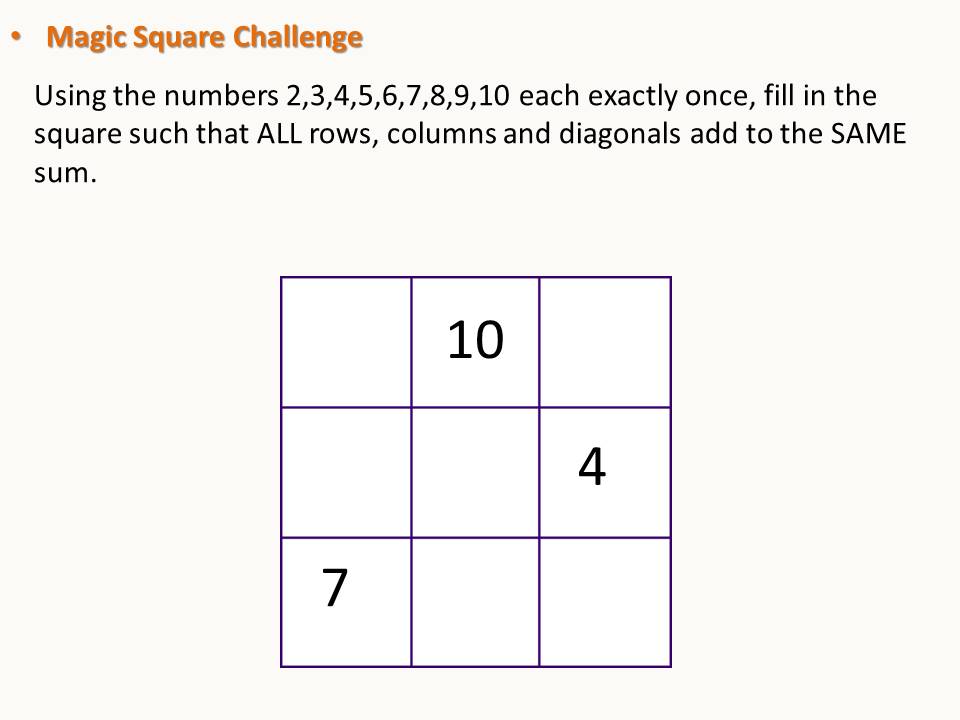 • Magic Square Challenge
Using the numbers 2,3,4,5,6,7,8,9,10 each exactly once, fill in the
square such that ALL rows, columns and diagonals add to the SAME
sum.
10
4
7